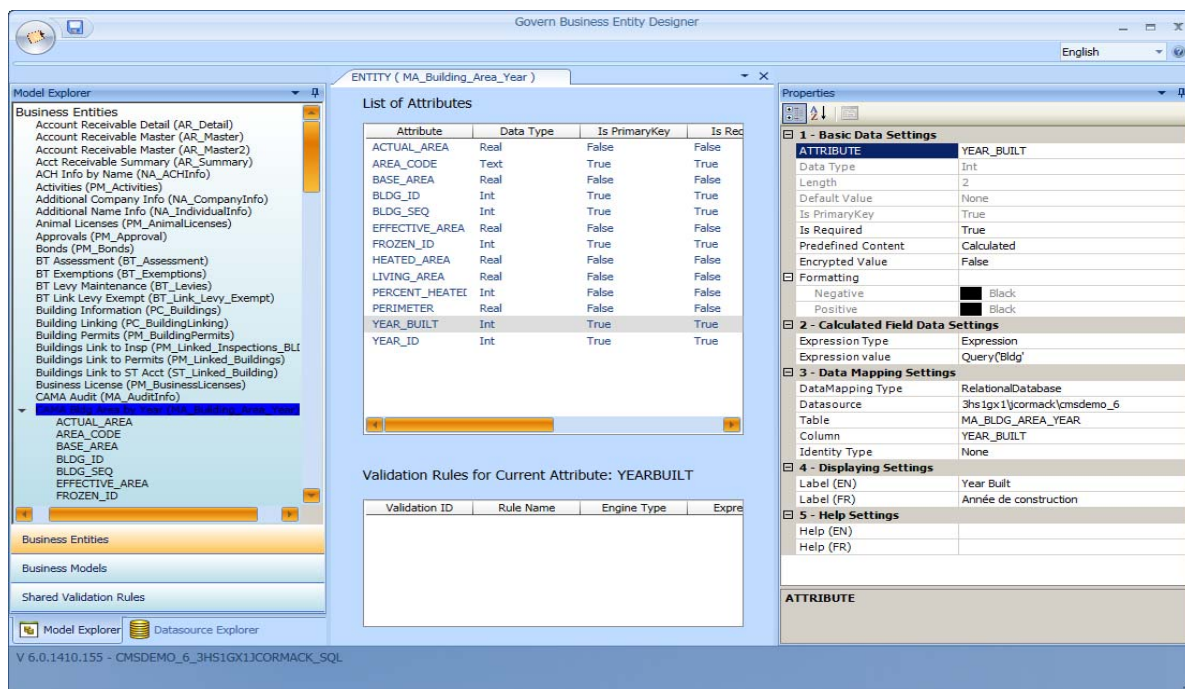 Govern Business Entity Designer
English
Model Explorer
Business Entities
Account Receivable Detail (AR_Detail)
Account Receivable Master (AR_Master)
Account Receivable Master (AR_Master2)
Acct Receivable Summary (AR_Summary)
ACH Info by Name (NA_ACHInfo)
Activities (PM_Activities)
Additional Company Info (NA_CompanyInfo)
Additional Name Info (NA_IndividualInfo)
Animal Licenses (PM_AnimalLicenses)
Approvals (PM_Approval)
Bonds (PM_Bonds)
BT Assessment (BT_Assessment)
BT Exemptions (BT_Exemptions)
BT Levy Maintenance (BT_Levies)
BT Link Levy Exempt (BT_Link_Levy_Exempt)
Building Information (PC_Buildings)
Building Linking (PC_BuildingLinking)
Building Permits (PM_BuildingPermits)
Buildings Link to Insp (PM_Linked_Inspections_BLD
Buildings Link to Permits (PM_Linked_Buildings)
Buildings Link to ST Acct (ST_Linked_Building)
Business License (PM_BusinessLicenses)
CAMA Audit (MA_AuditInfo)
CAMA Bldg Area by Year (MA_Building_Area_Year)
ACTUAL_AREA
AREA_CODE
BASE_AREA
BLDG_ID
BLDG_SEQ
EFFECTIVE_AREA
FROZEN_ID
Business Entities
Business Models
Shared Validation Rules
Model Explorer Datasource Explorer
ENTITY ( MA_Building_Area_Year )
List of Attributes
Attribute Data Type Is PrimaryKey Is Rec
ACTUAL_AREA Real False False
AREA_CODE Text True True
BASE_AREA Real False False
BLDG_ID Int True True
BLDG_SEQ Int True True
EFFECTIVE_AREA Real False False
FROZEN_ID Int True True
HEATED_AREA Real False False
LIVING_AREA Real False False
PERCENT_HEATED Int False False
PERIMETER Real False False
YEAR_BUILT Int True True
YEAR_ID Int True True
Validation Rules for Current Attribute: YEARBUILT
Validation ID Rule Name Engine Type Expre
Properties
1 - Basic Data Settings
ATTRIBUTE YEAR_BUILT
Data Type Int
Length 2
Default Value None
Is PrimaryKey True
Is Required True
Predefined Content Calculated
Encrypted Value False
Formatting
Negative Black
Positive Black
2 - Calculated Field Data Settings
Expression Type Expression
Expression value Query('Bldg'
3 - Data Mapping Settings
DataMapping Type RelationalDatabase
Datasource 3hs1gx1\jcormack\cmsdemo_6
Table MA_BLDG_AREA_YEAR
Column YEAR_BUILT
Identity Type None
4 - Displaying Settings
Label (EN) Year Built
Label (FR) Année de construction
5 - Help Settings
Help (EN)
Help (FR)
ATTRIBUTE
V 6.0.1410.155 - CMSDEMO_6_3HS1GX1JCORMACK_SQL